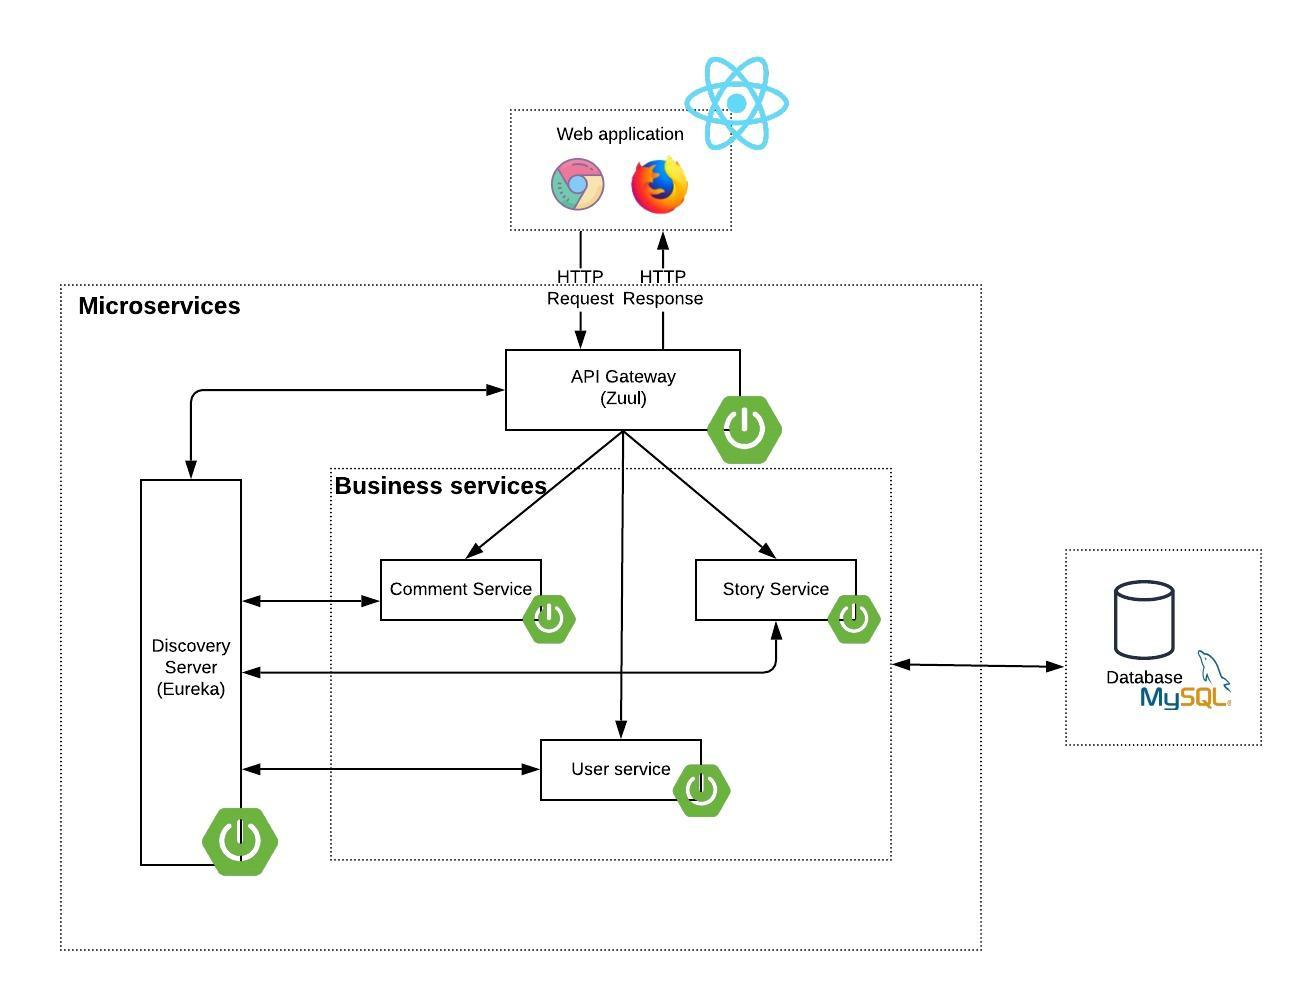 Web application
HTTP
Request
HTTP
Response
Microservices
API Gateway
(Zuul)
Business services
Comment Service
Story Service
Discovery
Server
(Eureka)
User service
Database
MySQL